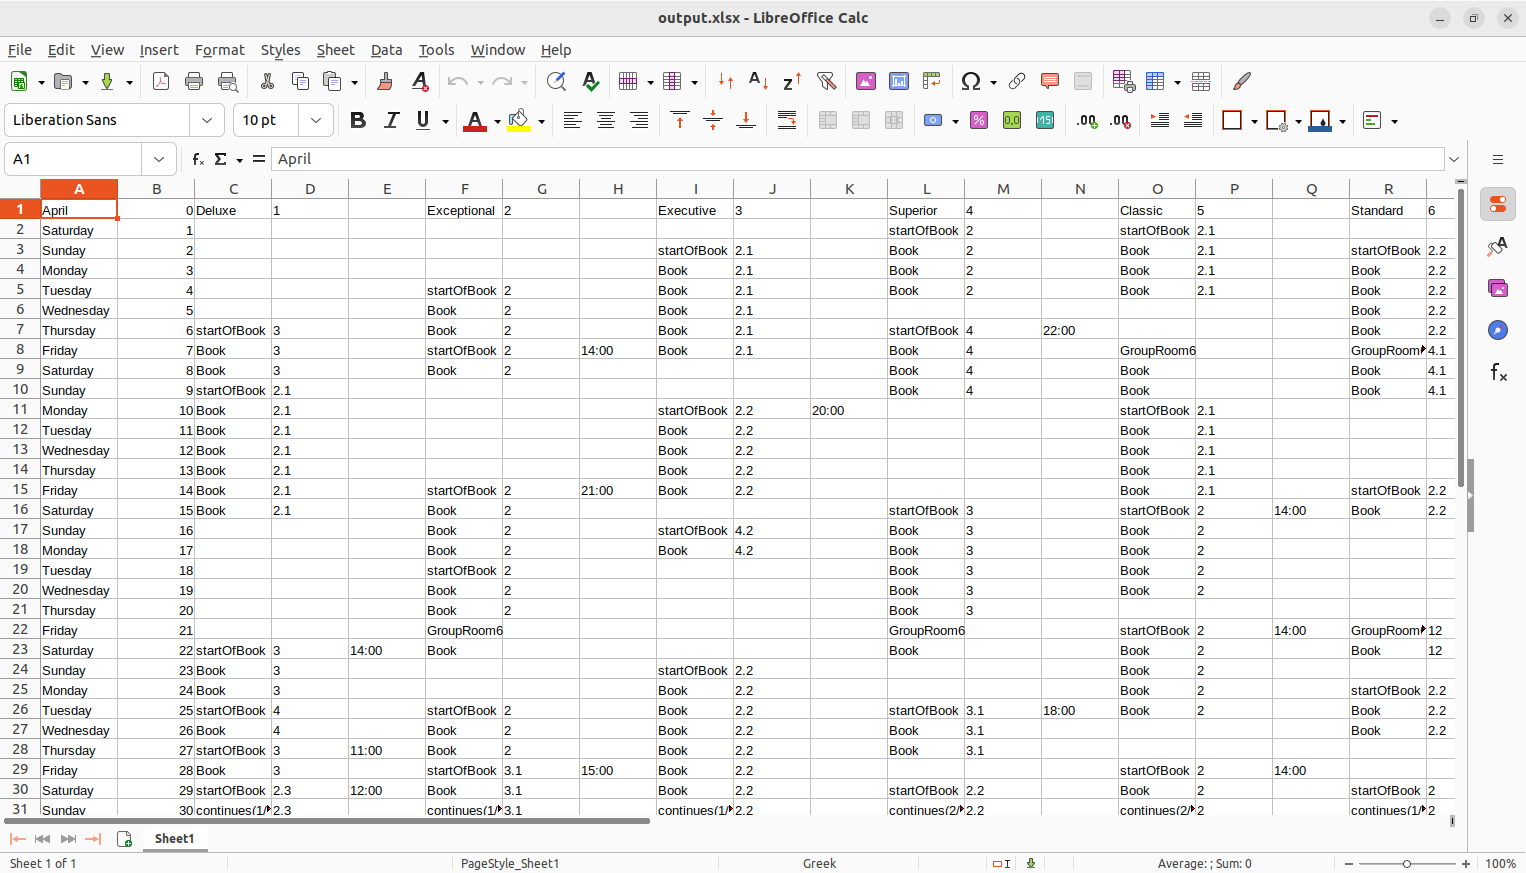 output.xlsx - LibreOffice Calc
File Edit View Insert Format Styles Sheet Data Tools Window Help
Liberation Sans 10 pt
A1 April
A B C D E F G H I J K L M N O P Q R
1 April 0 Deluxe 1 Exceptional 2 Executive 3 Superior 4 Classic 5 Standard 6
2 Saturday 1 startOfBook 2 startOfBook 2.1
3 Sunday 2 startOfBook 2.1 Book 2 Book 2.1 startOfBook 2.2
4 Monday 3 Book 2.1 Book 2 Book 2.1 Book 2.2
5 Tuesday 4 startOfBook 2 Book 2.1 Book 2 Book 2.1 Book 2.2
6 Wednesday 5 Book 2 Book 2.1 Book 2.2
7 Thursday 6 startOfBook 3 Book 2 Book 2.1 startOfBook 4 22:00 Book 2.2
8 Friday 7 Book 3 startOfBook 2 14:00 Book 2.1 Book 4 GroupRoom6 GroupRoom 4.1
9 Saturday 8 Book 3 Book 2 Book 4 Book Book 4.1
10 Sunday 9 startOfBook 2.1 Book 4 Book Book 4.1
11 Monday 10 Book 2.1 startOfBook 2.2 20:00 startOfBook 2.1
12 Tuesday 11 Book 2.1 Book 2.2 Book 2.1
13 Wednesday 12 Book 2.1 Book 2.2 Book 2.1
14 Thursday 13 Book 2.1 Book 2.2 Book 2.1
15 Friday 14 Book 2.1 startOfBook 2 21:00 Book 2.2 Book 2.1 startOfBook 2.2
16 Saturday 15 Book 2.1 Book 2 startOfBook 3 startOfBook 2 14:00 Book 2.2
17 Sunday 16 Book 2 startOfBook 4.2 Book 3 Book 2
18 Monday 17 Book 2 Book 4.2 Book 3 Book 2
19 Tuesday 18 startOfBook 2 Book 3 Book 2
20 Wednesday 19 Book 2 Book 3 Book 2
21 Thursday 20 Book 2 Book 3
22 Friday 21 GroupRoom6 GroupRoom6 startOfBook 2 14:00 GroupRoom 12
23 Saturday 22 startOfBook 3 14:00 Book Book Book 2 Book 12
24 Sunday 23 Book 3 startOfBook 2.2 Book 2
25 Monday 24 Book 3 Book 2.2 Book 2 startOfBook 2.2
26 Tuesday 25 startOfBook 4 startOfBook 2 Book 2.2 startOfBook 3.1 18:00 Book 2 Book 2.2
27 Wednesday 26 Book 4 Book 2 Book 2.2 Book 3.1 Book 2.2
28 Thursday 27 startOfBook 3 11:00 Book 2 Book 2.2 Book 3.1
29 Friday 28 Book 3 startOfBook 3.1 15:00 Book 2.2 startOfBook 2 14:00
30 Saturday 29 startOfBook 2.3 12:00 Book 3.1 Book 2.2 startOfBook 2.2 Book 2 startOfBook 2
31 Sunday 30 continues(1/ 2.3 continues(1/ 3.1 continues(1/ 2.2 continues(2/ 2.2 continues(2/ 2 continues(1/ 2
Sheet1
Sheet 1 of 1 PageStyle_Sheet1 Greek Average: ; Sum: 0 100%